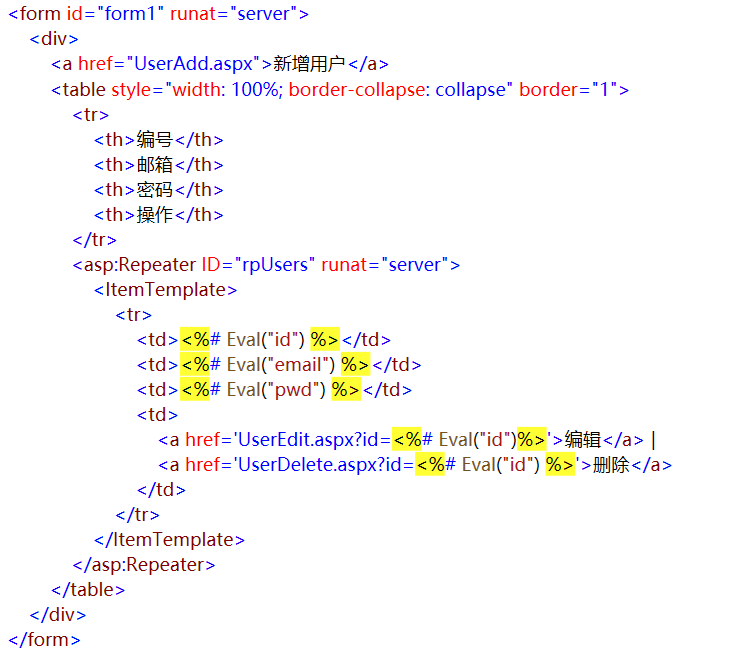 <form id="form1" runat="server">
<div>
<a href="UserAdd.aspx">新增用户</a>
<table style="width: 100%; border-collapse: collapse" border="1">
<tr>
<th>编号</th>
<th>邮箱</th>
<th>密码</th>
<th>操作</th>
</tr>
<asp:Repeater ID="rpUsers" runat="server">
<ItemTemplate>
<tr>
<td><%# Eval("id") %></td>
<td><%# Eval("email") %></td>
<td><%# Eval("pwd") %></td>
<td>
<a href='UserEdit.aspx?id=<%# Eval("id")%>'>编辑</a> |
<a href='UserDelete.aspx?id=<%# Eval("id") %>'>删除</a>
</td>
</tr>
</ItemTemplate>
</asp:Repeater>
</table>
</div>
</form>